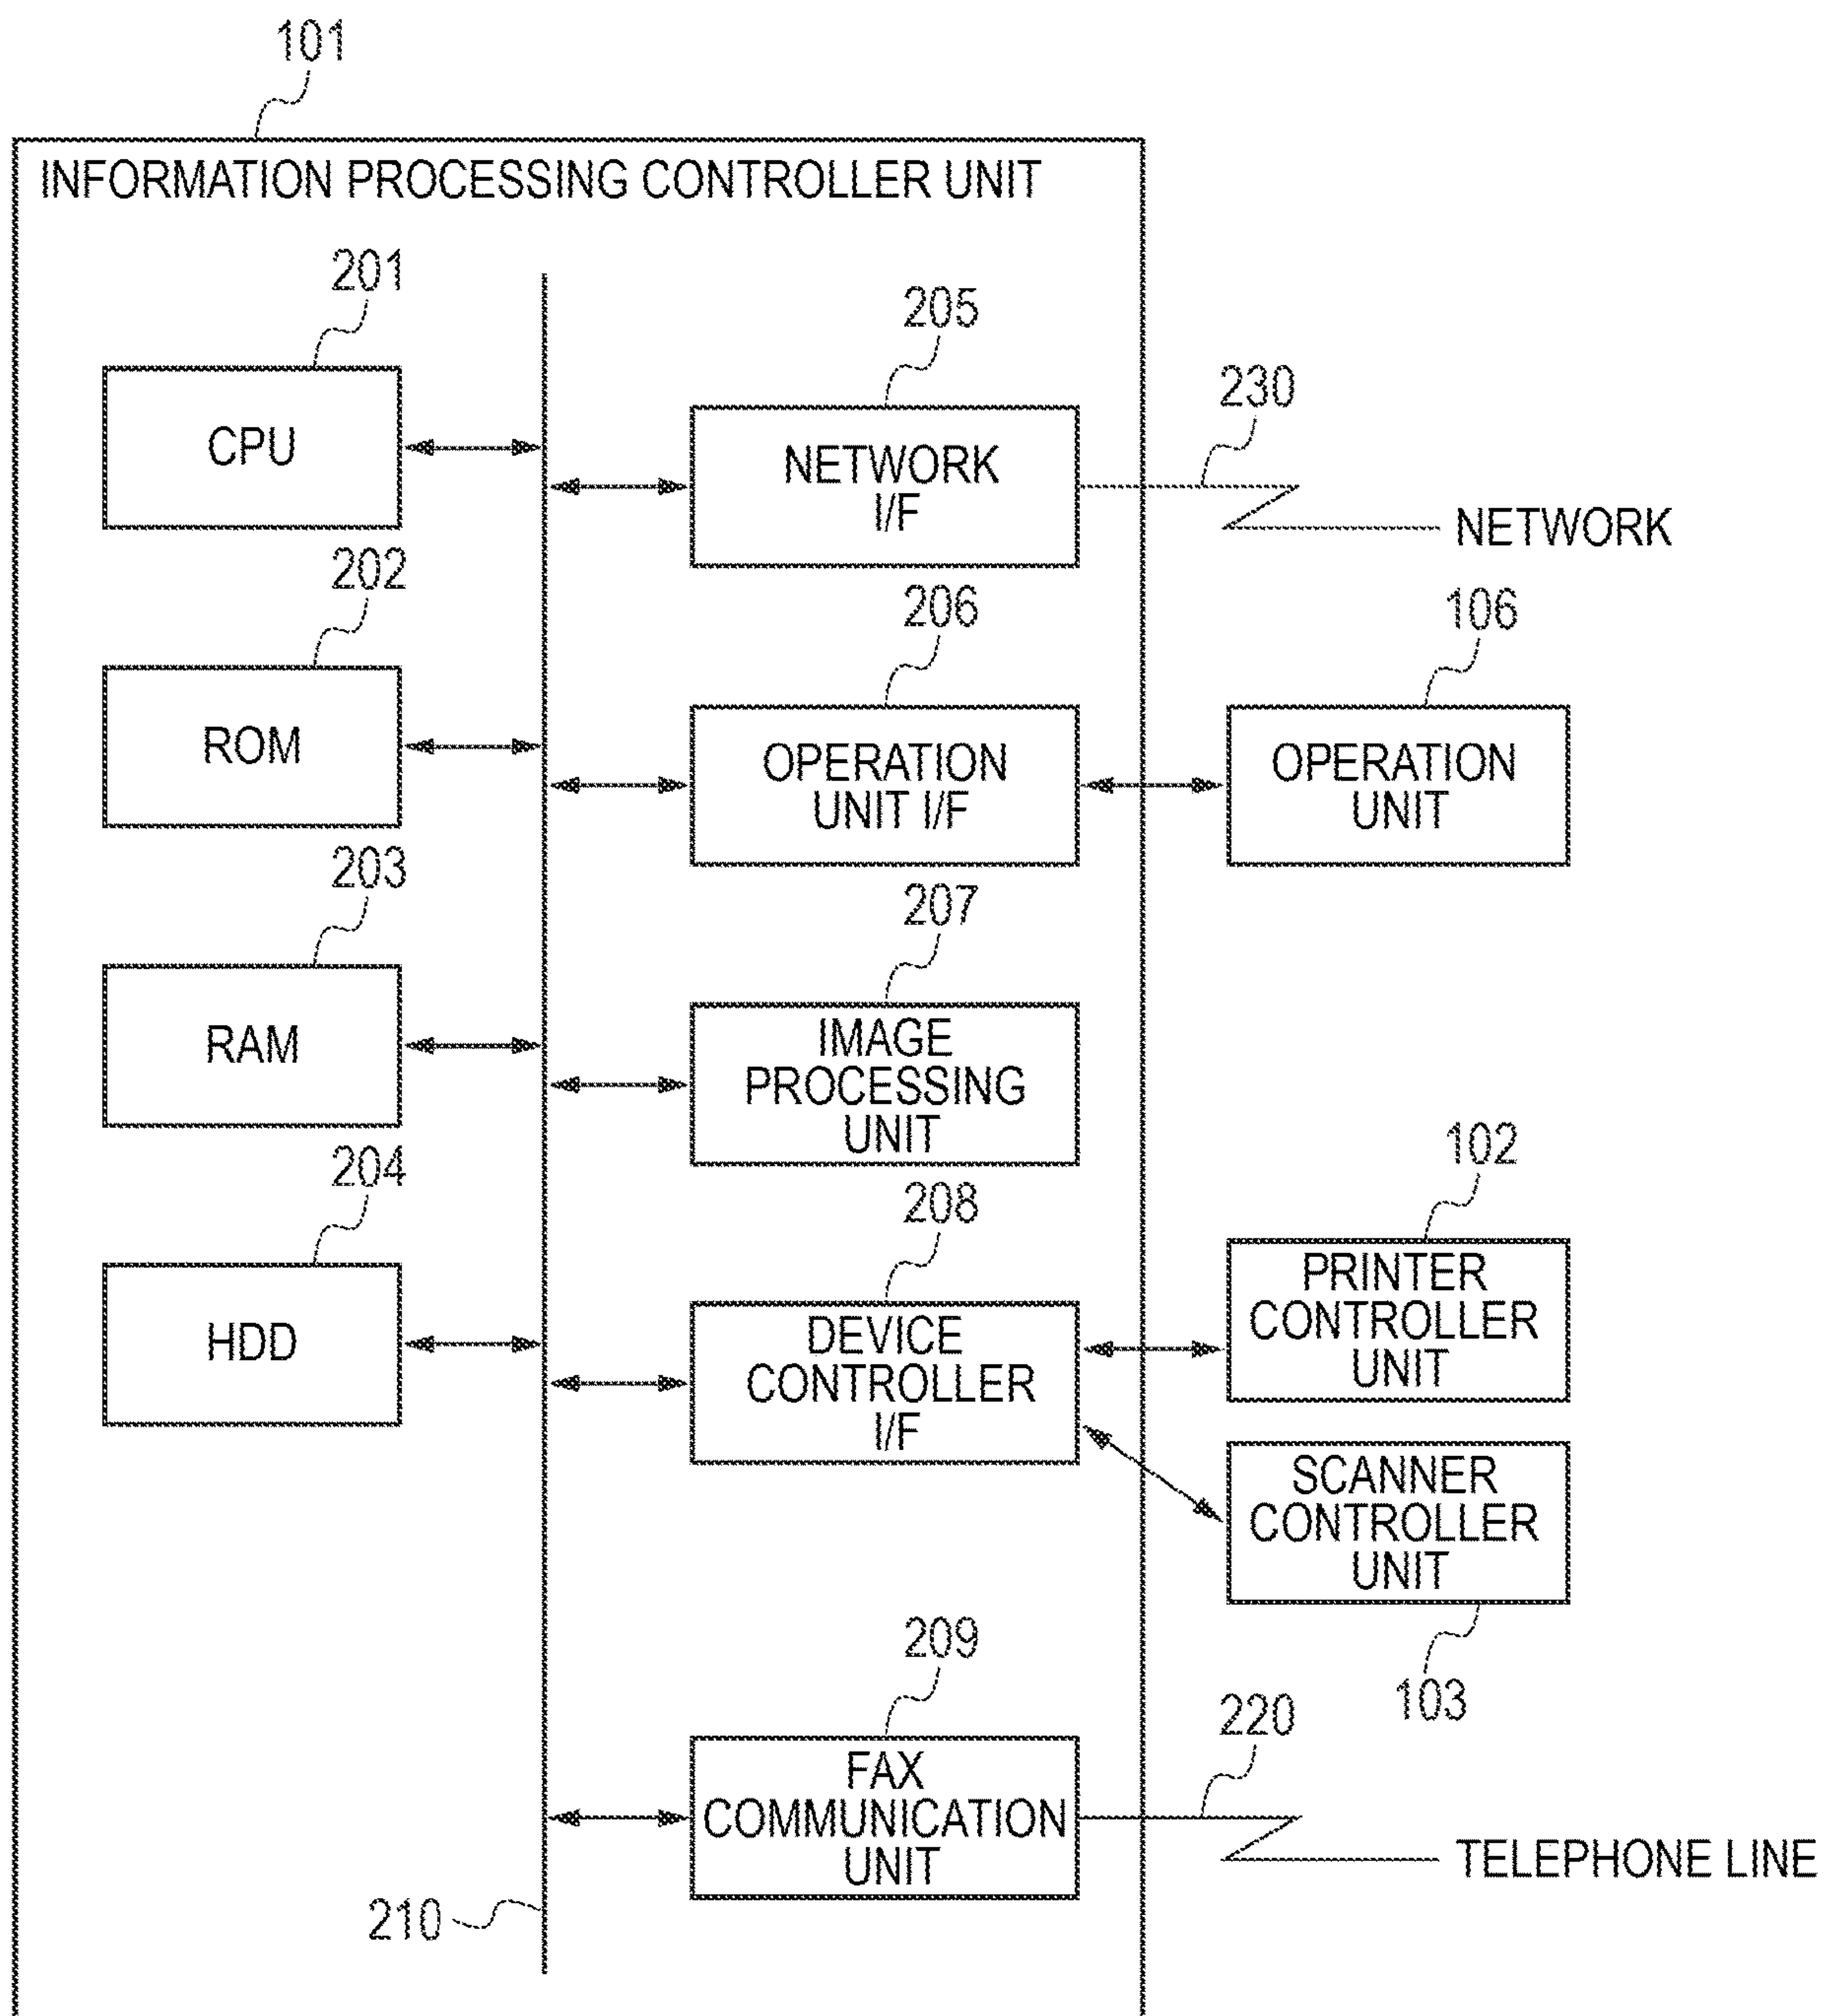 101
INFORMATION PROCESSING CONTROLLER UNIT
201
CPU
205
NETWORK
I/F
230
NETWORK
202
ROM
206
OPERATION
UNIT I/F
106
OPERATION
UNIT
203
RAM
207
IMAGE
PROCESSING
UNIT
204
HDD
208
DEVICE
CONTROLLER
I/F
102
PRINTER
CONTROLLER
UNIT
SCANNER
CONTROLLER
UNIT
103
209
FAX
COMMUNICATION
UNIT
220
TELEPHONE LINE
210